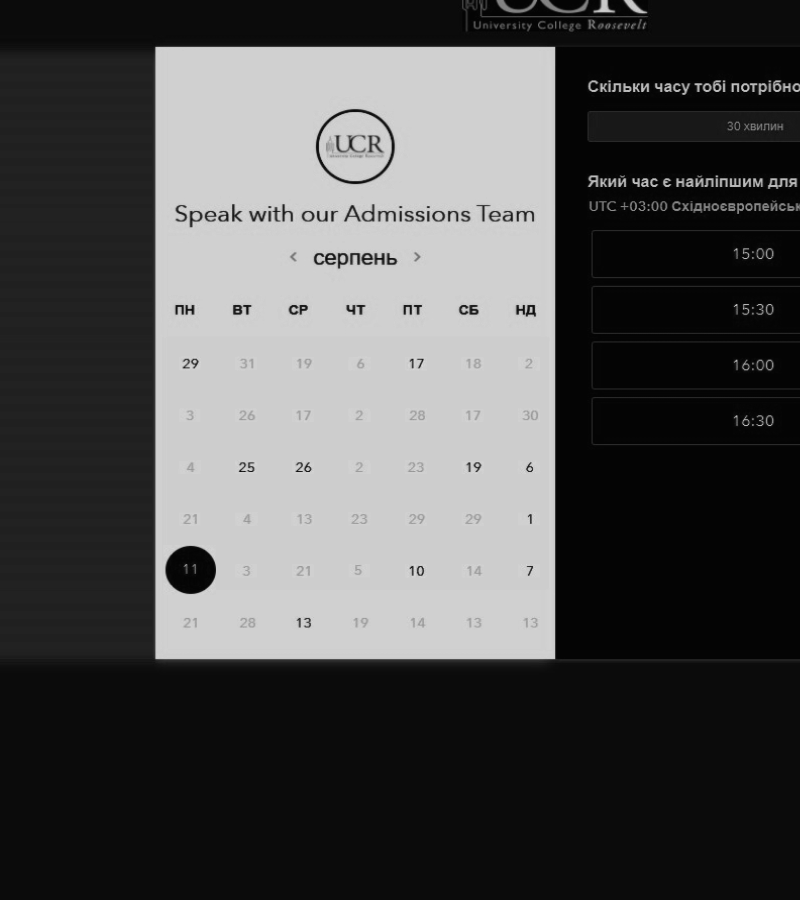 UCR
University College Roosevelt
UCR
University College Roosevelt
Speak with our Admissions Team
‹ серпень ›
ПН ВТ СР ЧТ ПТ СБ НД
29 31 19 6 17 18 2
3 26 17 2 28 17 30
4 25 26 2 23 19 6
21 4 13 23 29 29 1
11 3 21 5 10 14 7
21 28 13 19 14 13 13
Скільки часу тобі потрібно
30 хвилин
Який час є найліпшим для
UTC +03:00 Східноєвропейськ
15:00
15:30
16:00
16:30